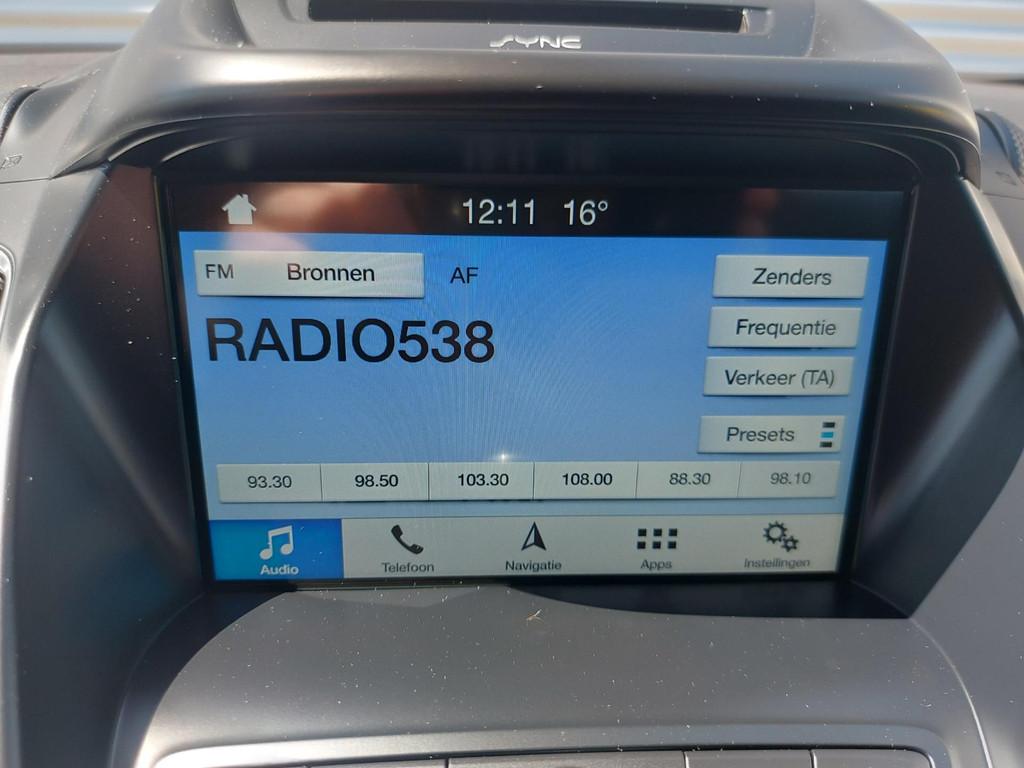 SYNC
12:11 16°
FM Bronnen AF Zenders
RADIO538
Frequentie
Verkeer (TA)
Presets
93.30 98.50 103.30 108.00 88.30 98.10
Audio Telefoon Navigatie Apps Instellingen